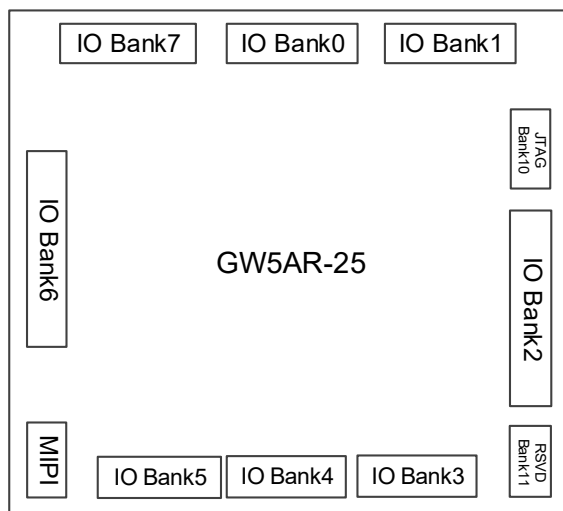 IO Bank7
IO Bank0
IO Bank1
JTAG
Bank10
IO Bank6
GW5AR-25
IO Bank2
MIPI
IO Bank5
IO Bank4
IO Bank3
RSVD
Bank11